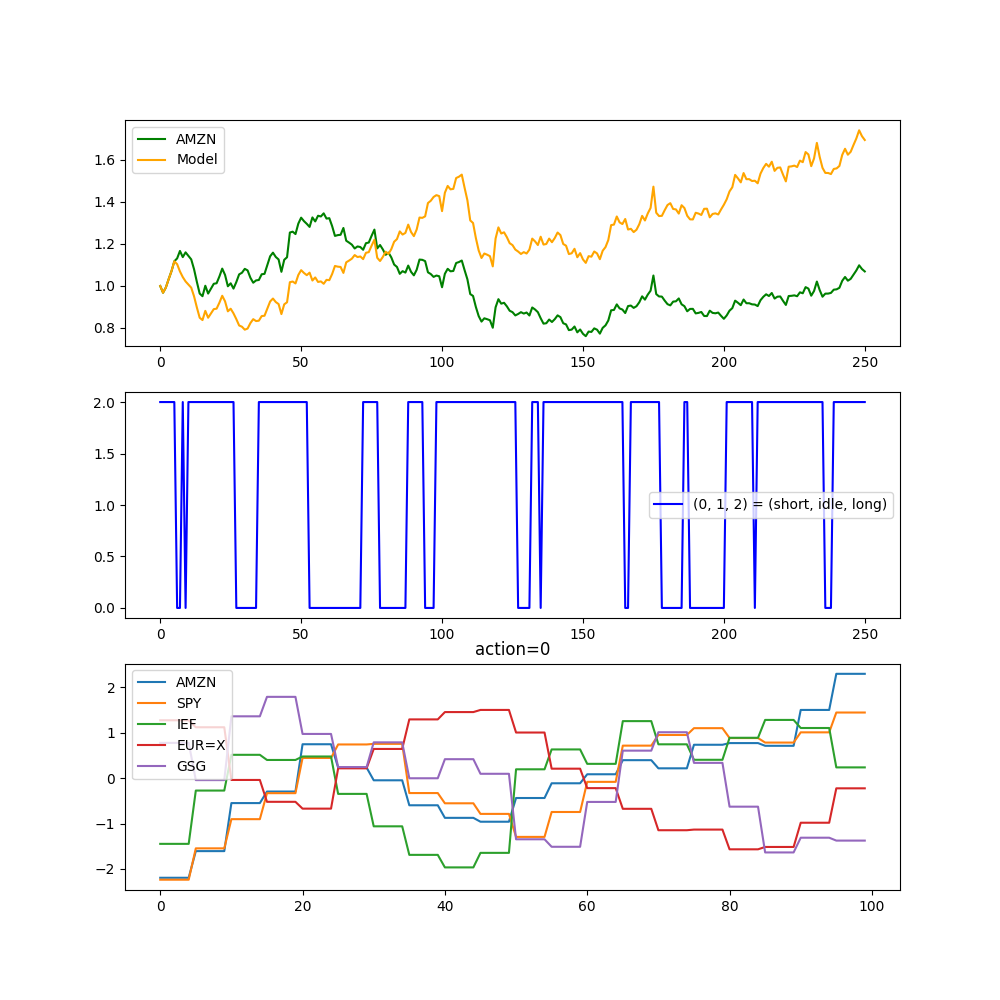 AMZN
Model
1.6
1.4
1.2
1.0
0.8
0 50 100 150 200 250
2.0
1.5
1.0
0.5
0.0
(0, 1, 2) = (short, idle, long)
0 50 100 150 200 250
action=0
AMZN
SPY
IEF
EUR=X
GSG
2
1
0
−1
−2
0 20 40 60 80 100